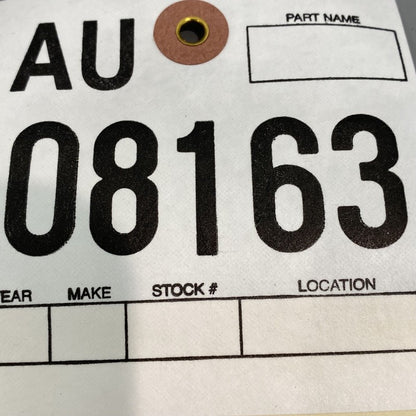 AU PART NAME
08163
EAR MAKE STOCK # LOCATION